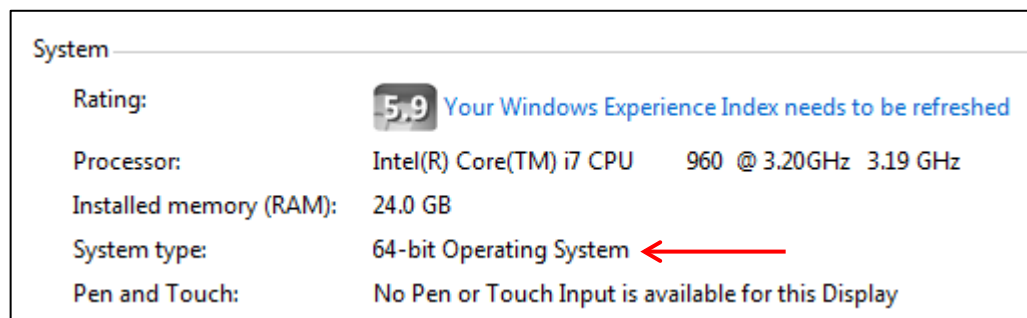 System
Rating: 5.9 Your Windows Experience Index needs to be refreshed
Processor: Intel(R) Core(TM) i7 CPU 960 @ 3.20GHz 3.19 GHz
Installed memory (RAM): 24.0 GB
System type: 64-bit Operating System
Pen and Touch: No Pen or Touch Input is available for this Display